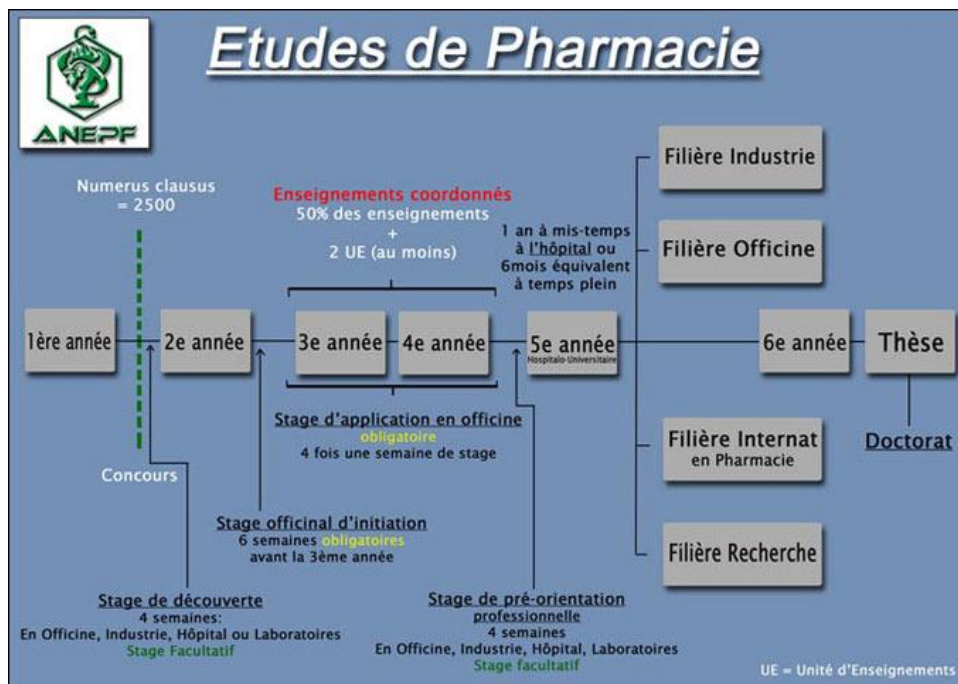 Etudes de Pharmacie
ANEPF
Numerus clausus
= 2500
Enseignements coordonnés
50% des enseignements
+
2 UE (au moins)
1 an à mis-temps
à l'hôpital ou
6mois équivalent
à temps plein
Filière Industrie
Filière Officine
1ère année
2e année
3e année
4e année
5e année
Hospitalo-Universitaire
6e année
Thèse
Doctorat
Filière Internat
en Pharmacie
Filière Recherche
Concours
Stage d'application en officine
obligatoire
4 fois une semaine de stage
Stage officinal d'initiation
6 semaines obligatoires
avant la 3ème année
Stage de découverte
4 semaines:
En Officine, Industrie, Hôpital ou Laboratoires
Stage Facultatif
Stage de pré-orientation
professionnelle
4 semaines
En Officine, Industrie, Hôpital, Laboratoires
Stage facultatif
UE = Unité d'Enseignements